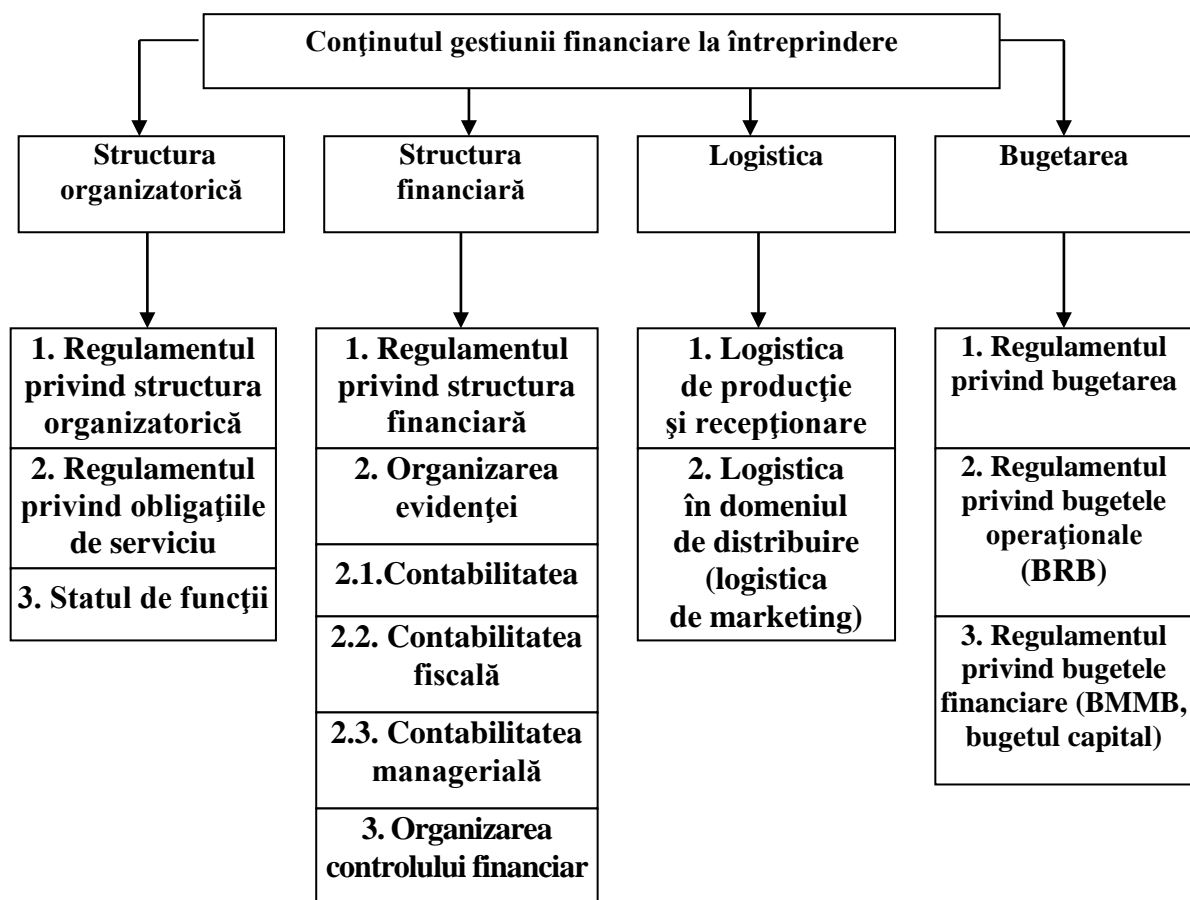 Conţinutul gestiunii financiare la întreprindere
Structura
organizatorică
Structura
financiară
Logistica
Bugetarea
1. Regulamentul
privind structura
organizatorică
2. Regulamentul
privind obligaţiile
de serviciu
3. Statul de funcţii
1. Regulamentul
privind structura
financiară
2. Organizarea
evidenţei
2.1.Contabilitatea
2.2. Contabilitatea
fiscală
2.3. Contabilitatea
managerială
3. Organizarea
controlului financiar
1. Logistica
de producţie
şi recepţionare
2. Logistica
în domeniul
de distribuire
(logistica
de marketing)
1. Regulamentul
privind bugetarea
2. Regulamentul
privind bugetele
operaţionale
(BRB)
3. Regulamentul
privind bugetele
financiare (BMMB,
bugetul capital)